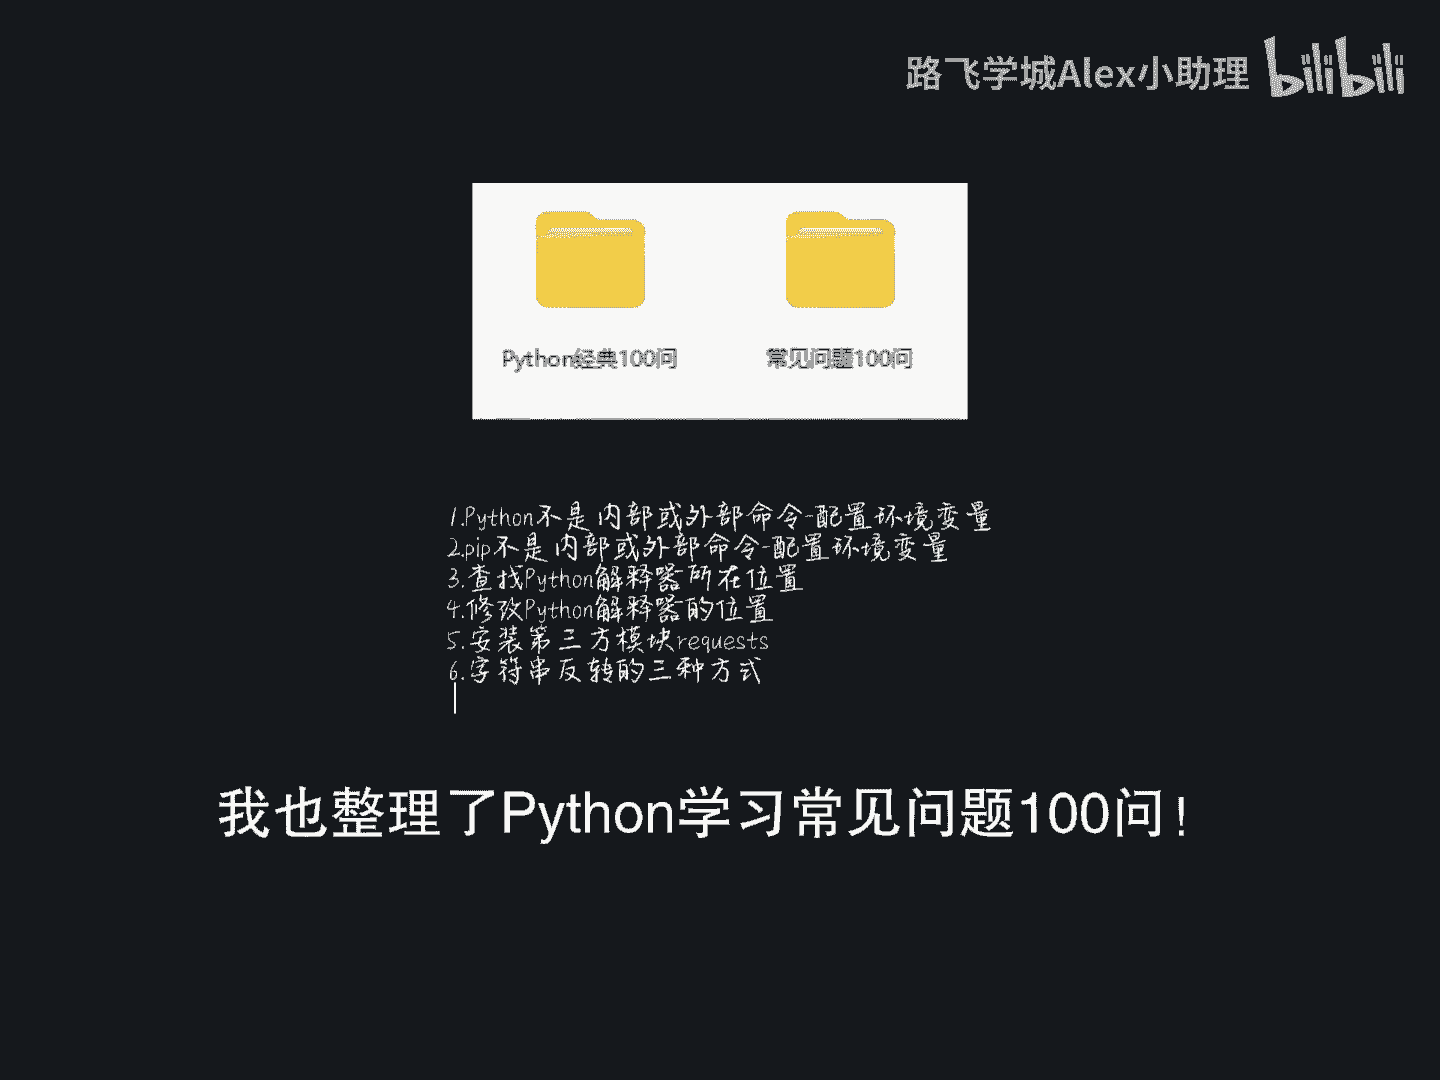 路飞学城Alex小助理 bilibili
Python经典100问 常见问题100问
1.Python不是内部或外部命令-配置环境变量
2.pip不是内部或外部命令-配置环境变量
3.查找Python解释器所在位置
4.修改Python解释器的位置
5.安装第三方模块requests
6.字符串反转的三种方式
我也整理了Python学习常见问题100问!